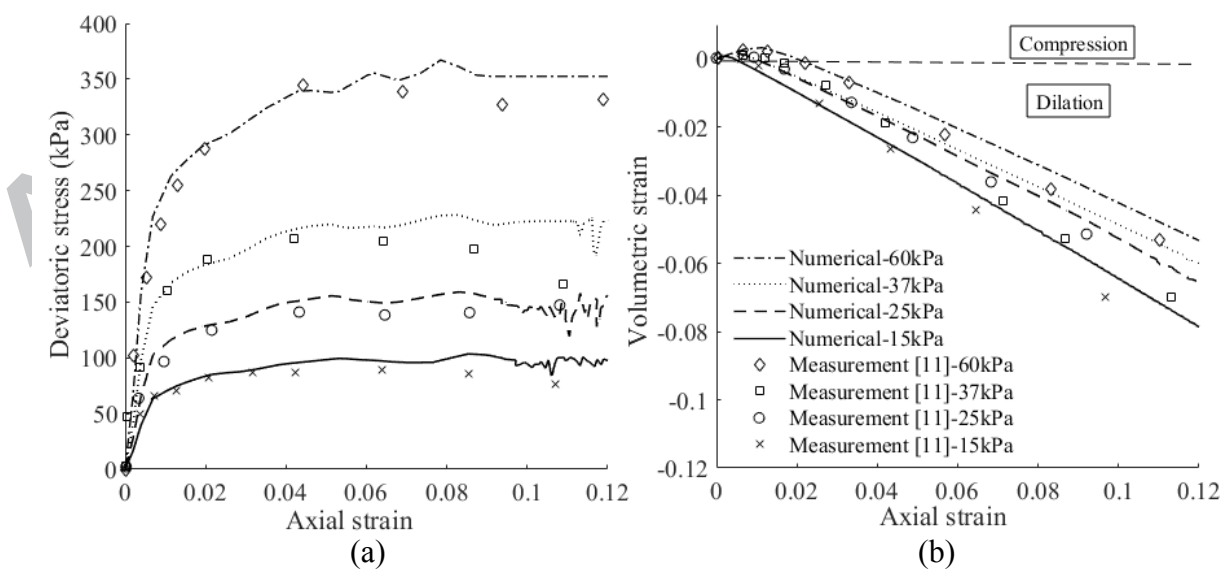 400
350
300
250
200
150
100
50
0
Deviatoric stress (kPa)
0 0.02 0.04 0.06 0.08 0.1 0.12
Axial strain
(a)
0
-0.02
-0.04
-0.06
-0.08
-0.1
-0.12
Volumetric strain
Compression
Dilation
Numerical-60kPa
Numerical-37kPa
Numerical-25kPa
Numerical-15kPa
Measurement [11]-60kPa
Measurement [11]-37kPa
Measurement [11]-25kPa
Measurement [11]-15kPa
0 0.02 0.04 0.06 0.08 0.1 0.12
Axial strain
(b)